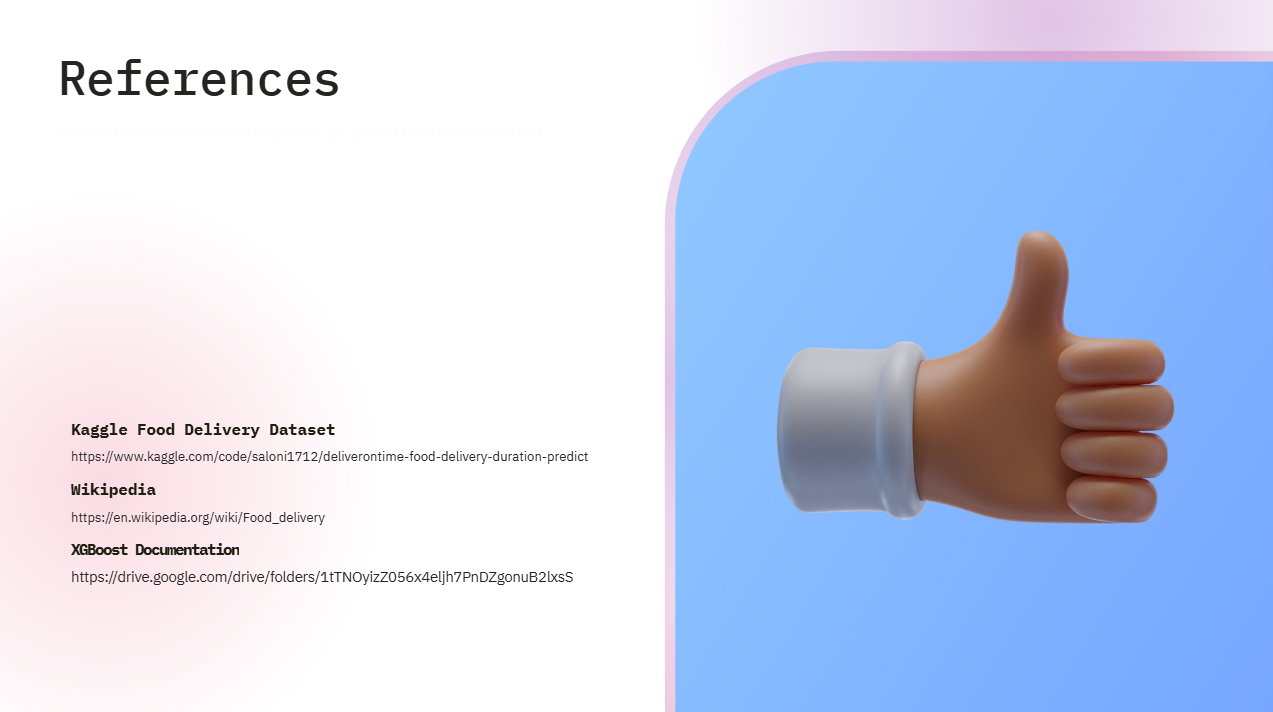 References
Kaggle Food Delivery Dataset
https://www.kaggle.com/code/saloni1712/deliverontime-food-delivery-duration-predict
Wikipedia
https://en.wikipedia.org/wiki/Food_delivery
XGBoost Documentation
https://drive.google.com/drive/folders/1tTNOyizZ056x4eljh7PnDZgonuB2lxsS